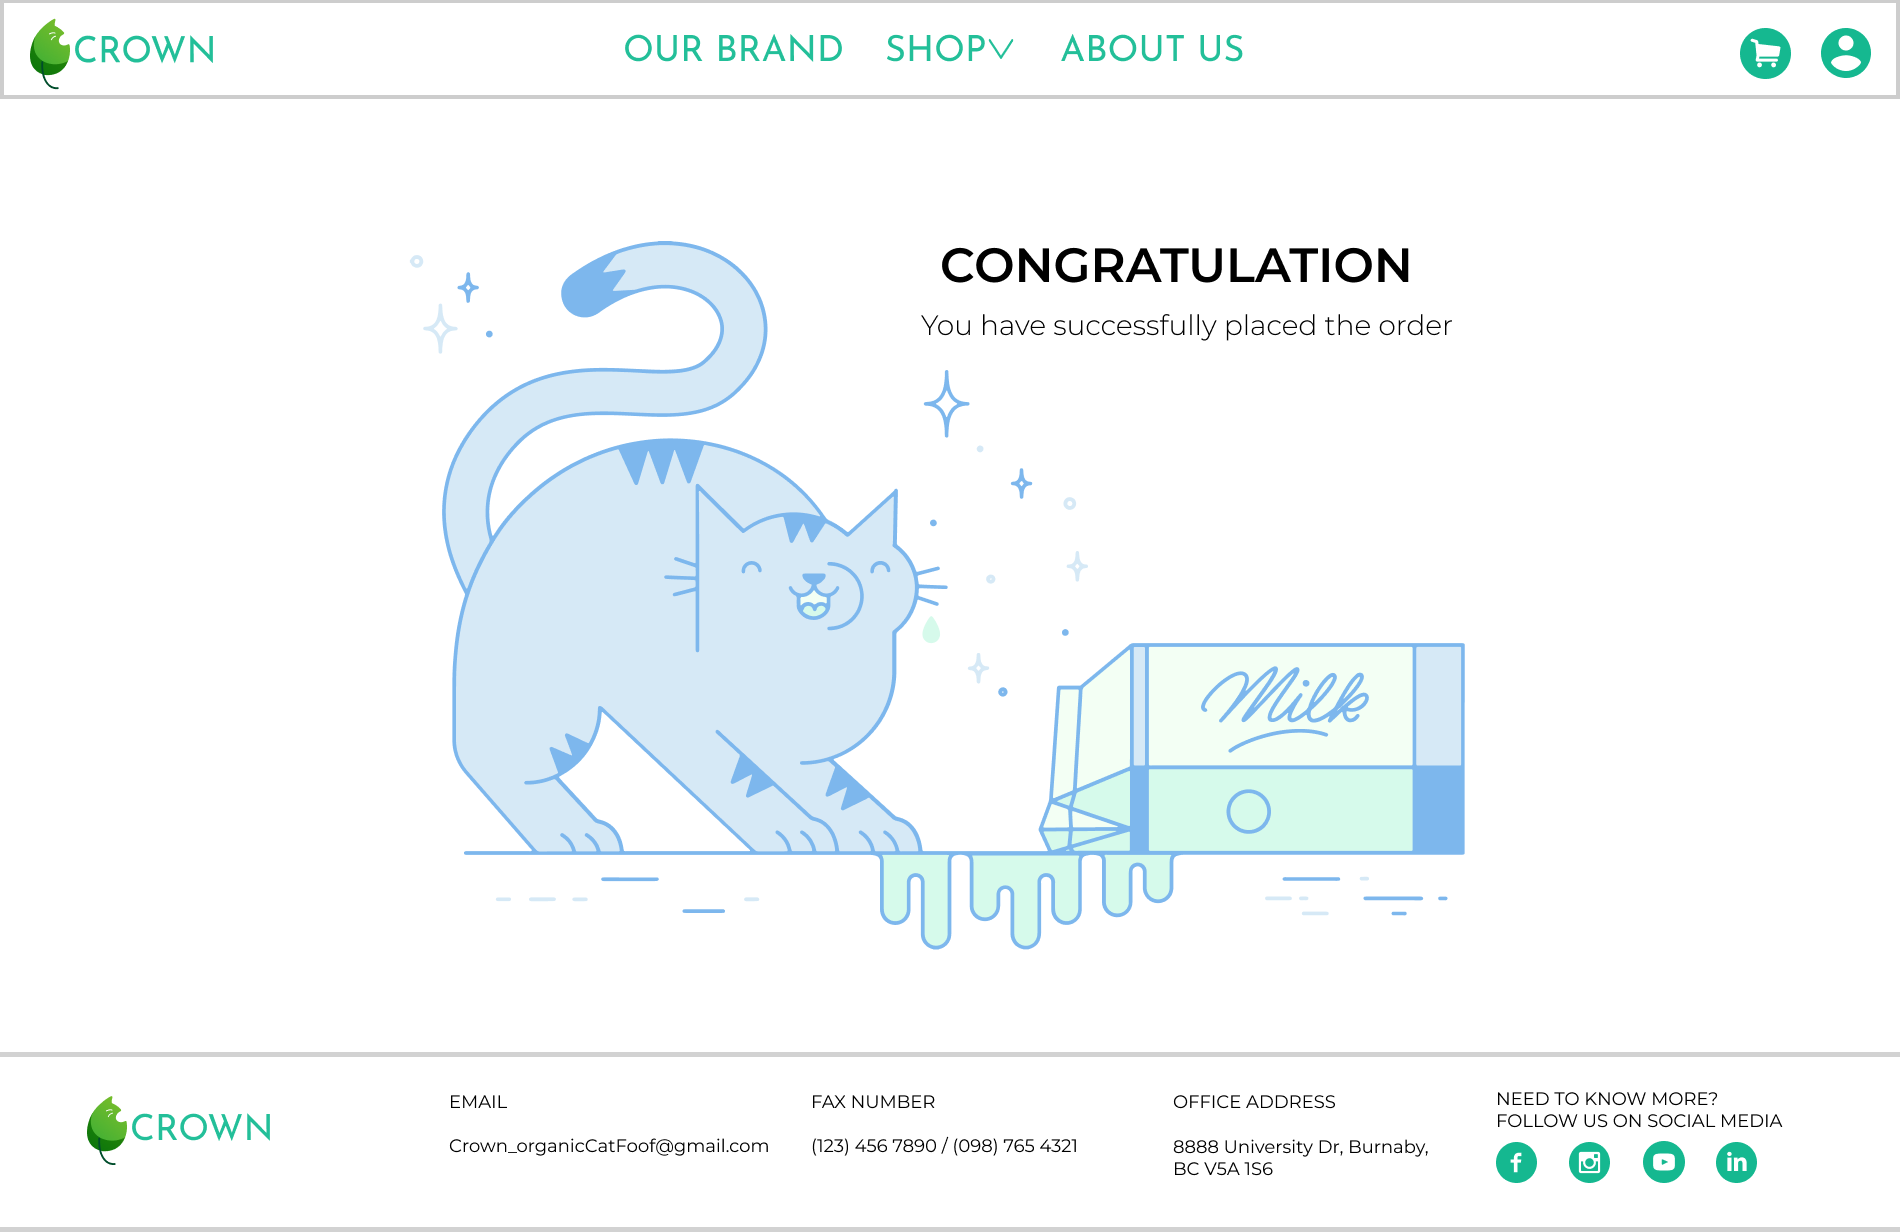 CROWN
OUR BRAND
SHOP
ABOUT US
CONGRATULATION
You have successfully placed the order
Milk
CROWN
EMAIL
Crown_organicCatFoof@gmail.com
FAX NUMBER
(123) 456 7890 / (098) 765 4321
OFFICE ADDRESS
8888 University Dr, Burnaby,
BC V5A 1S6
NEED TO KNOW MORE?
FOLLOW US ON SOCIAL MEDIA